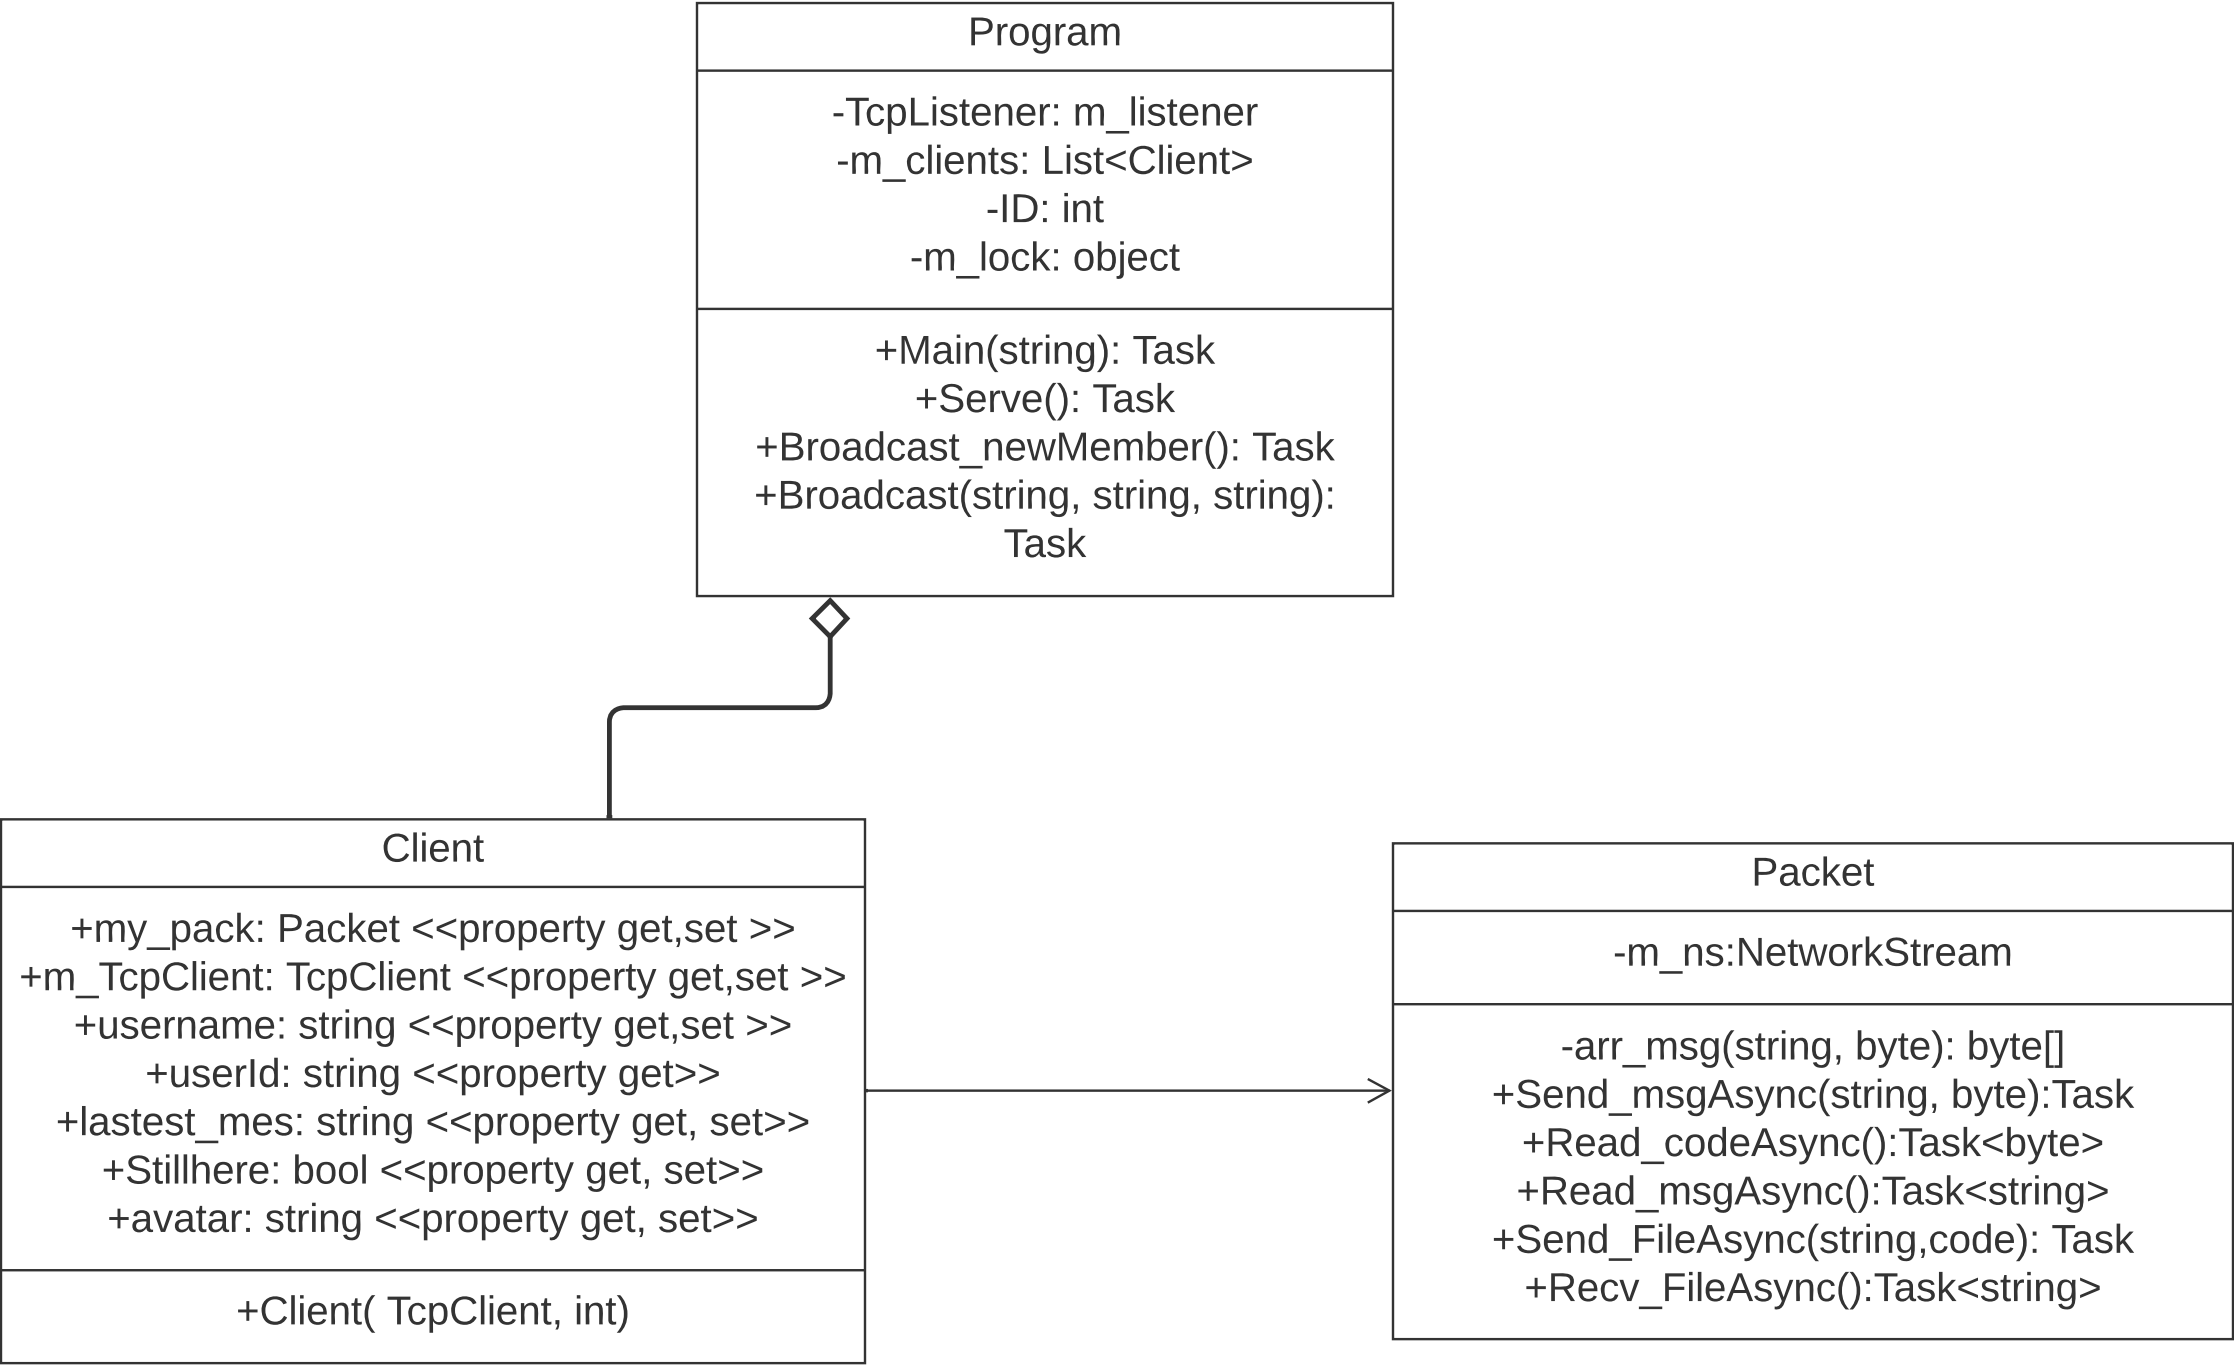 Program
-TcpListener: m_listener
-m_clients: List<Client>
-ID: int
-m_lock: object
+Main(string): Task
+Serve(): Task
+Broadcast_newMember(): Task
+Broadcast(string, string, string):
Task
Client
+my_pack: Packet <<property get,set >>
+m_TcpClient: TcpClient <<property get,set >>
+username: string <<property get,set >>
+userId: string <<property get>>
+lastest_mes: string <<property get, set>>
+Stillhere: bool <<property get, set>>
+avatar: string <<property get, set>>
+Client( TcpClient, int)
Packet
-m_ns:NetworkStream
-arr_msg(string, byte): byte[]
+Send_msgAsync(string, byte):Task
+Read_codeAsync():Task<byte>
+Read_msgAsync():Task<string>
+Send_FileAsync(string,code): Task
+Recv_FileAsync():Task<string>